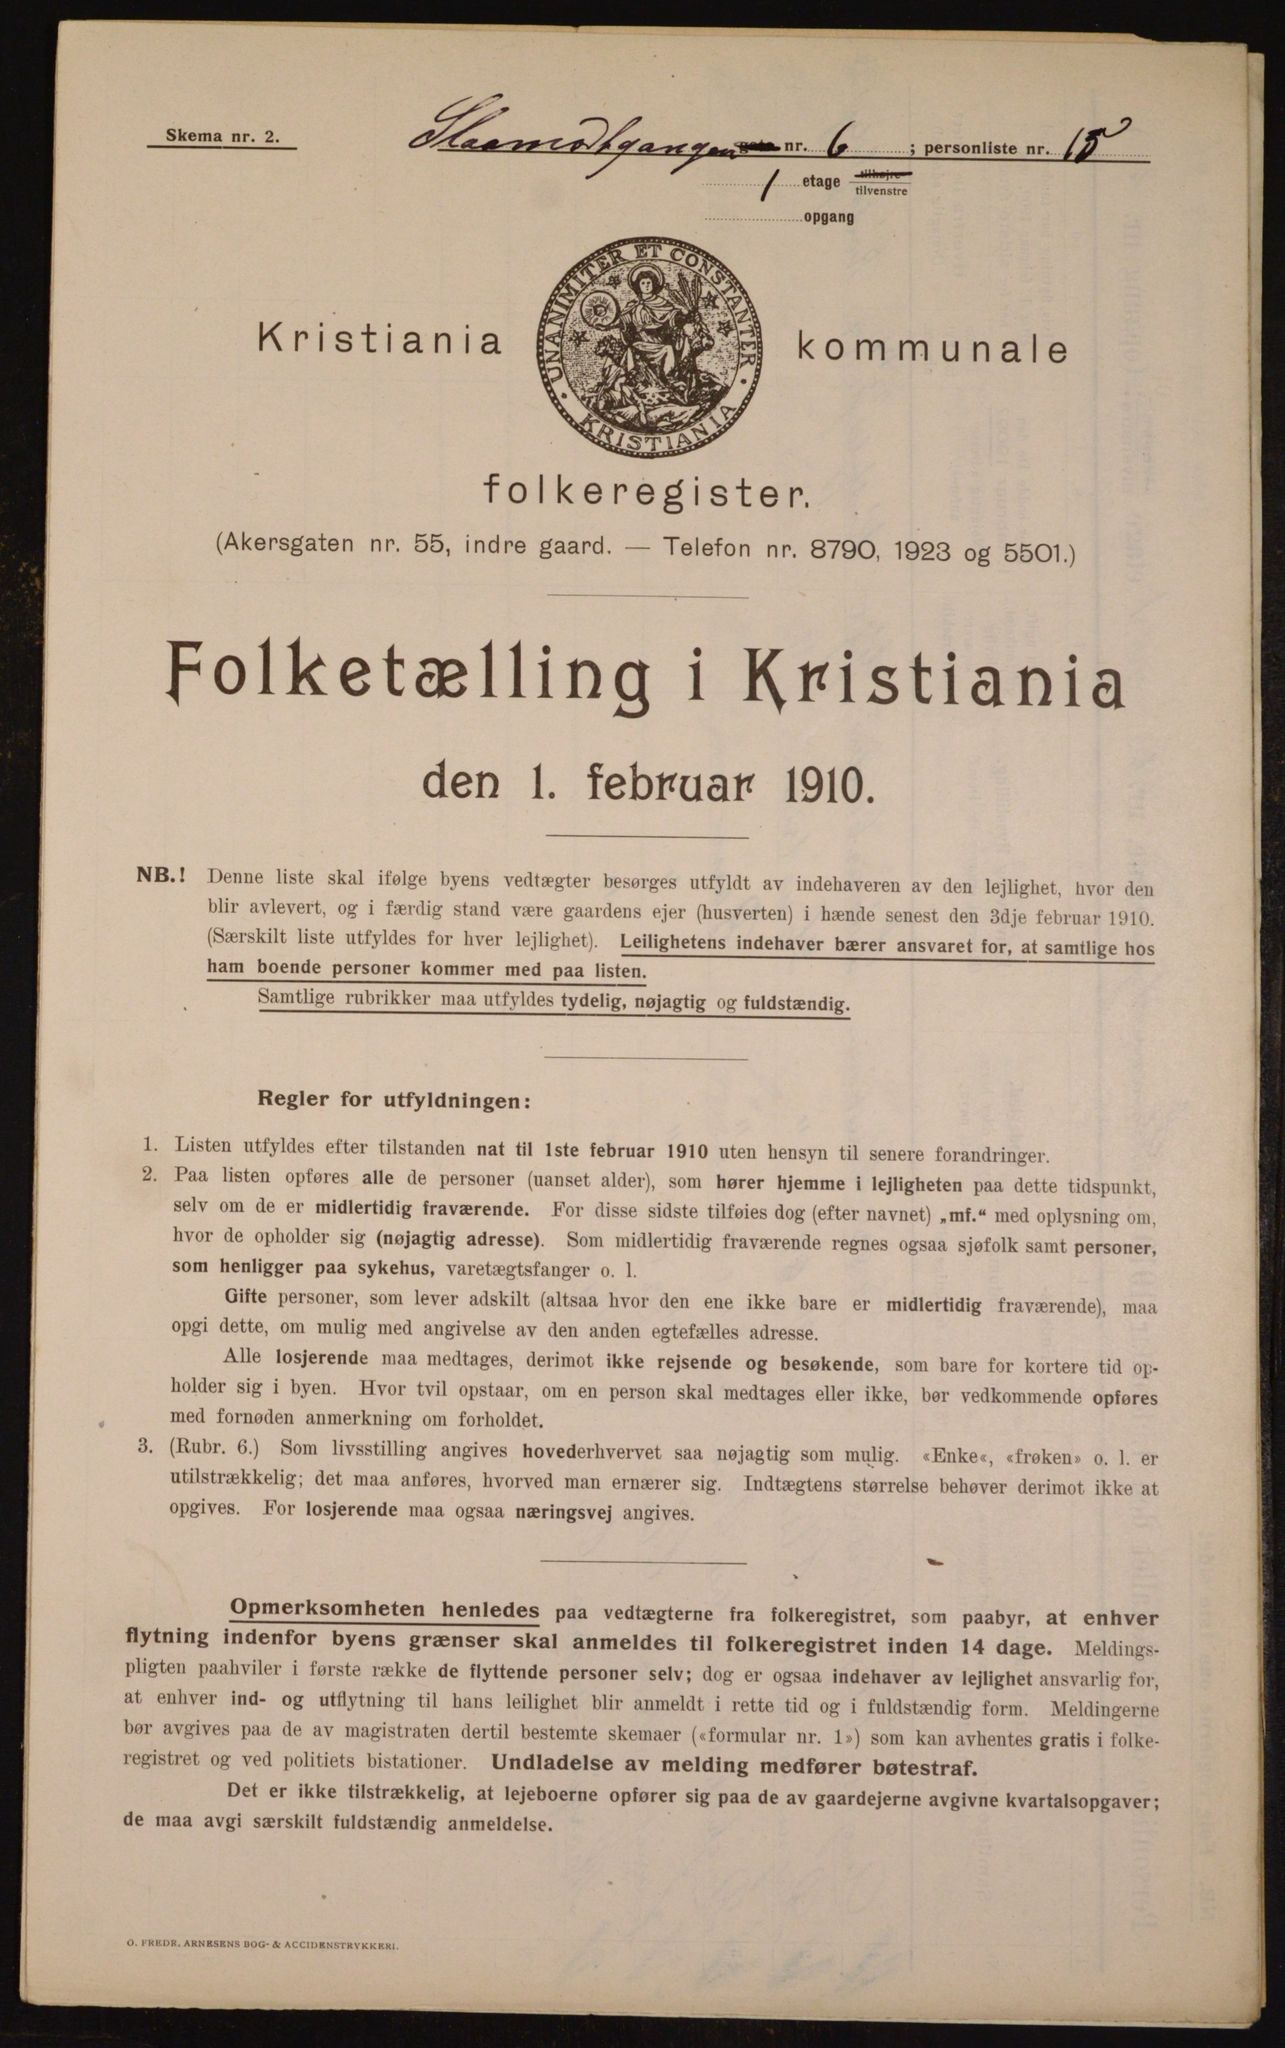 Skema nr. 2.
Slaamotgangen gate nr. 6 ; personliste nr. 15
1 etage tilhøjre tilvenstre
opgang
UNANIMITER ET CONSTANTER
KRISTIANIA
Kristiania kommunale
folkeregister.
(Akersgaten nr. 55, indre gaard. — Telefon nr. 8790, 1923 og 5501.)
Folketælling i Kristiania
den 1. februar 1910.
NB.! Denne liste skal ifølge byens vedtægter besørges utfyldt av indehaveren av den lejlighet, hvor den
blir avlevert, og i færdig stand være gaardens ejer (husverten) i hænde senest den 3dje februar 1910.
(Særskilt liste utfyldes for hver lejlighet). Leilighetens indehaver bærer ansvaret for, at samtlige hos
ham boende personer kommer med paa listen.
Samtlige rubrikker maa utfyldes tydelig, nøjagtig og fuldstændig.
Regler for utfyldningen:
1. Listen utfyldes efter tilstanden nat til 1ste februar 1910 uten hensyn til senere forandringer.
2. Paa listen opføres alle de personer (uanset alder), som hører hjemme i lejligheten paa dette tidspunkt,
selv om de er midlertidig fraværende. For disse sidste tilføies dog (efter navnet) „mf.“ med oplysning om,
hvor de opholder sig (nøjagtig adresse). Som midlertidig fraværende regnes ogsaa sjøfolk samt personer,
som henligger paa sykehus, varetægtsfanger o. l.
Gifte personer, som lever adskilt (altsaa hvor den ene ikke bare er midlertidig fraværende), maa
opgi dette, om mulig med angivelse av den anden egtefælles adresse.
Alle losjerende maa medtages, derimot ikke rejsende og besøkende, som bare for kortere tid op-
holder sig i byen. Hvor tvil opstaar, om en person skal medtages eller ikke, bør vedkommende opføres
med fornøden anmerkning om forholdet.
3. (Rubr. 6.) Som livsstilling angives hovederhvervet saa nøjagtig som mulig. «Enke«, «frøken» o. l. er
utilstrækkelig; det maa anføres, hvorved man ernærer sig. Indtægtens størrelse behøver derimot ikke at
opgives. For losjerende maa ogsaa næringsvej angives.
Opmerksomheten henledes paa vedtægterne fra folkeregistret, som paabyr, at enhver
flytning indenfor byens grænser skal anmeldes til folkeregistret inden 14 dage. Meldings-
pligten paahviler i første række de flyttende personer selv; dog er ogsaa indehaver av lejlighet ansvarlig for,
at enhver ind- og utflytning til hans leilighet blir anmeldt i rette tid og i fuldstændig form. Meldingerne
bør avgives paa de av magistraten dertil bestemte skemaer («formular nr. 1») som kan avhentes gratis i folke-
registret og ved politiets bistationer. Undladelse av melding medfører bøtestraf.
Det er ikke tilstrækkelig, at lejeboerne opfører sig paa de av gaardejerne avgivne kvartalsopgaver;
de maa avgi særskilt fuldstændig anmeldelse.
O. FREDR. ARNESENS BOG- & ACCIDENSTRYKKERI.